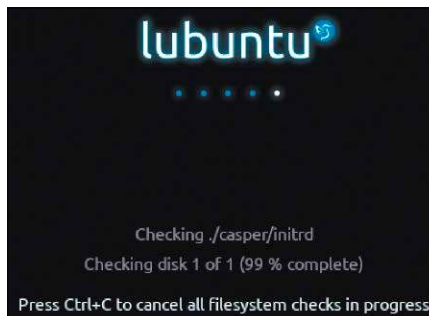 lubuntu
Checking ./casper/initrd
Checking disk 1 of 1 (99 % complete)
Press Ctrl+C to cancel all filesystem checks in progress